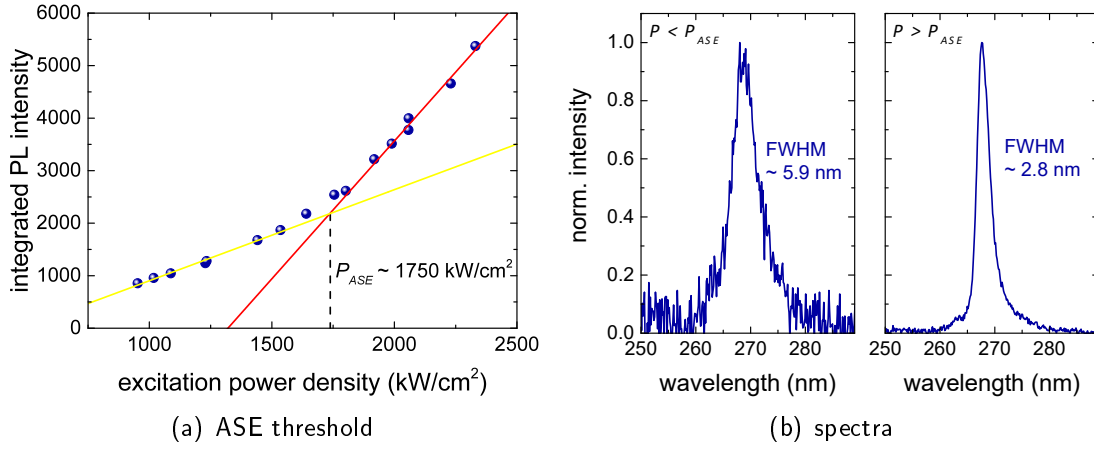 6000
5000
4000
3000
2000
1000
0
integrated PL intensity
P_ASE ~ 1750 kW/cm²
1000 1500 2000 2500
excitation power density (kW/cm²)
(a) ASE threshold
1.0
0.8
0.6
0.4
0.2
0.0
norm. intensity
P < P_ASE
FWHM
~ 5.9 nm
250 260 270 280
wavelength (nm)
P > P_ASE
FWHM
~ 2.8 nm
250 260 270 280
wavelength (nm)
(b) spectra